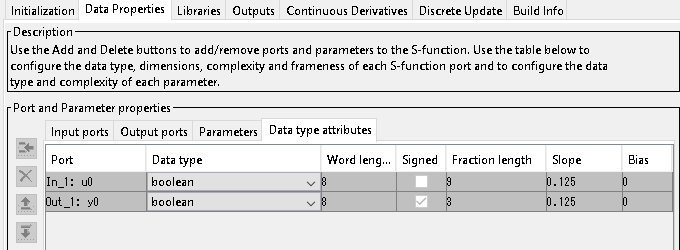 Initialization Data Properties Libraries Outputs Continuous Derivatives Discrete Update Build Info
Description
Use the Add and Delete buttons to add/remove ports and parameters to the S-function. Use the table below to
configure the data type, dimensions, complexity and frameness of each S-function port and to configure the data
type and complexity of each parameter.
Port and Parameter properties
Input ports Output ports Parameters Data type attributes
Port Data type Word leng... Signed Fraction length Slope Bias
In_1: u0 boolean 8 9 0.125 0
Out_1: y0 boolean 8 3 0.125 0